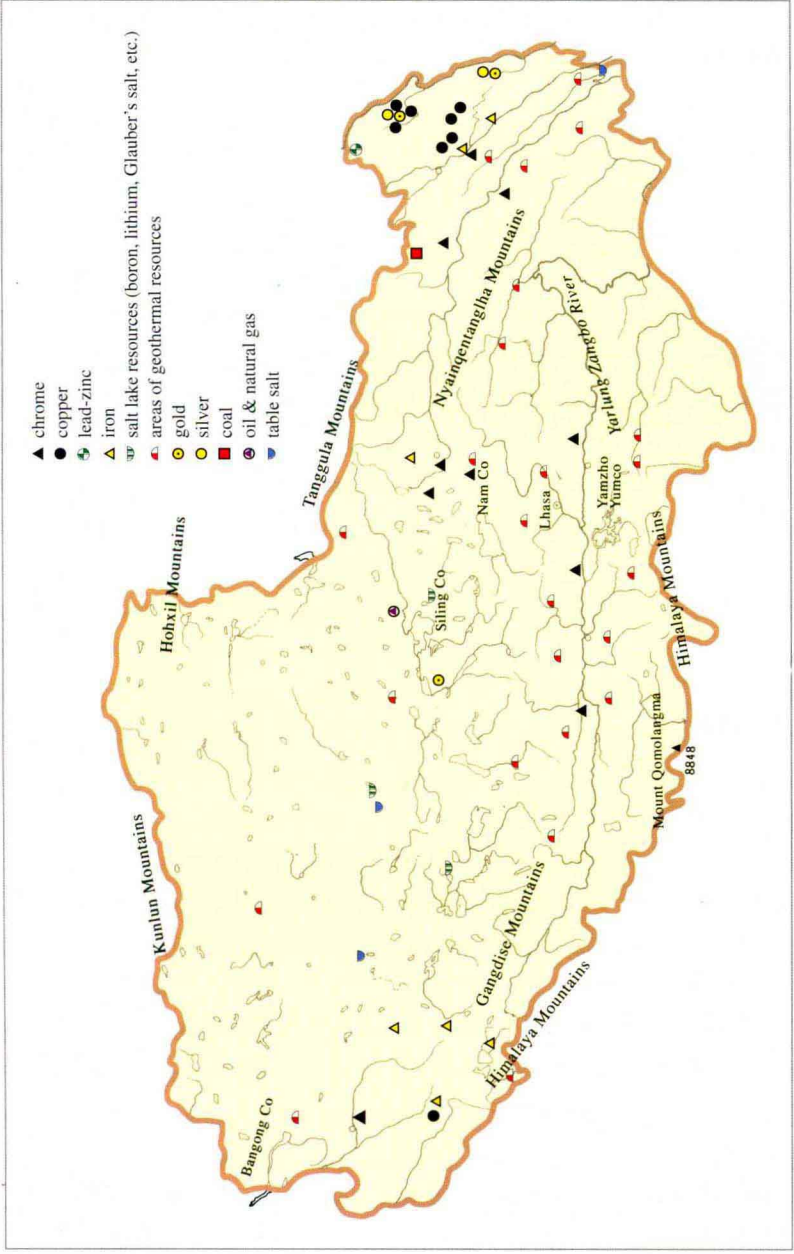 chrome
copper
lead-zinc
iron
salt lake resources (boron, lithium, Glauber's salt, etc.)
areas of geothermal resources
gold
silver
coal
oil & natural gas
table salt
Kunlun Mountains
Hohxil Mountains
Tanggula Mountains
Bangong Co
Siling Co
Nam Co
Nyainqentanglha Mountains
Gangdise Mountains
Lhasa
Yarlung Zangbo River
Yamzho
Yumco
Himalaya Mountains
Mount Qomolangma
8848
Himalaya Mountains